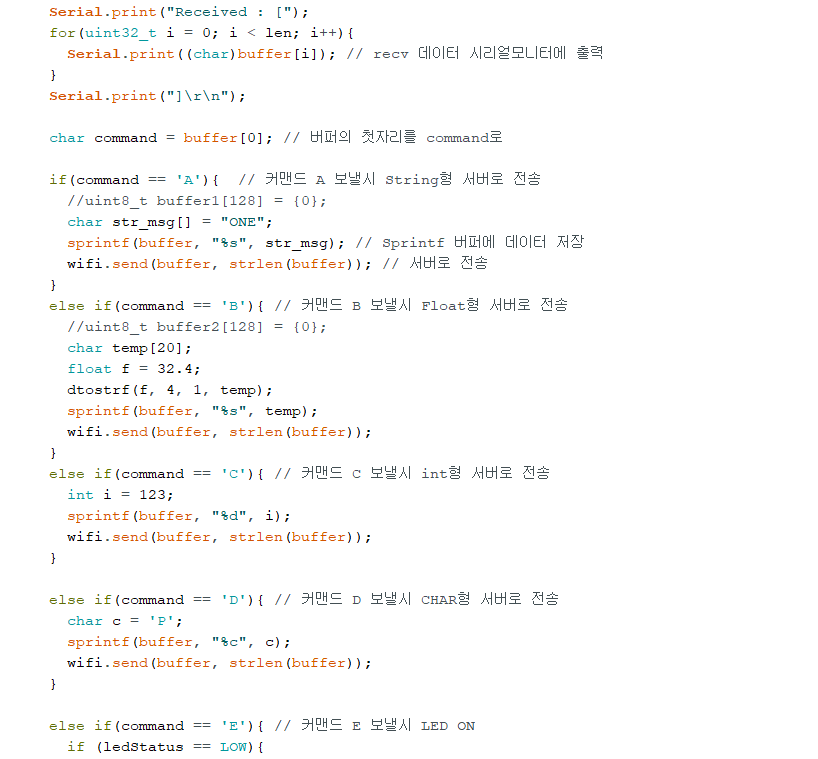 Serial.print("Received : [");
for(uint32_t i = 0; i < len; i++){
Serial.print((char)buffer[i]); // recv 데이터 시리얼모니터에 출력
}
Serial.print("]\r\n");
char command = buffer[0]; // 버퍼의 첫자리를 command로
if(command == 'A'){ // 커맨드 A 보낼시 String형 서버로 전송
//uint8_t buffer1[128] = {0};
char str_msg[] = "ONE";
sprintf(buffer, "%s", str_msg); // Sprintf 버퍼에 데이터 저장
wifi.send(buffer, strlen(buffer)); // 서버로 전송
}
else if(command == 'B'){ // 커맨드 B 보낼시 Float형 서버로 전송
//uint8_t buffer2[128] = {0};
char temp[20];
float f = 32.4;
dtostrf(f, 4, 1, temp);
sprintf(buffer, "%s", temp);
wifi.send(buffer, strlen(buffer));
}
else if(command == 'C'){ // 커맨드 C 보낼시 int형 서버로 전송
int i = 123;
sprintf(buffer, "%d", i);
wifi.send(buffer, strlen(buffer));
}
else if(command == 'D'){ // 커맨드 D 보낼시 CHAR형 서버로 전송
char c = 'P';
sprintf(buffer, "%c", c);
wifi.send(buffer, strlen(buffer));
}
else if(command == 'E'){ // 커맨드 E 보낼시 LED ON
if (ledStatus == LOW){